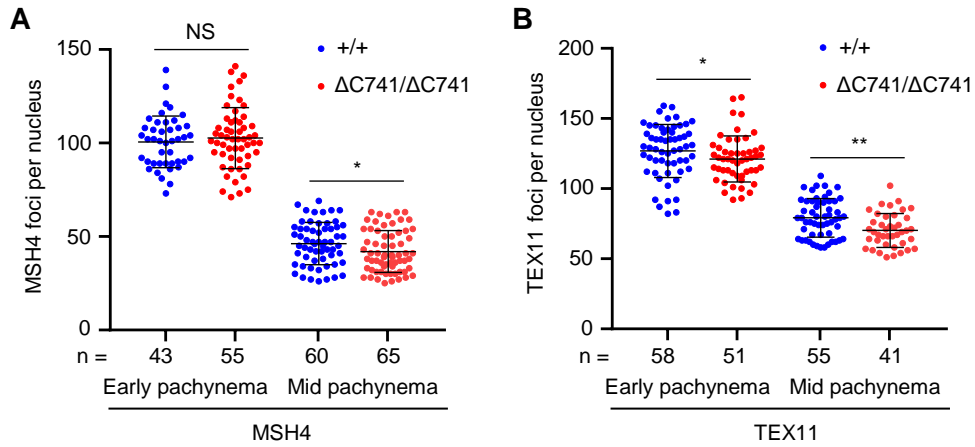 A
MSH4 foci per nucleus
150
100
50
0
NS
*
+/+
ΔC741/ΔC741
n = 43 55 60 65
Early pachynema Mid pachynema
MSH4
B
TEX11 foci per nucleus
200
150
100
50
0
*
**
+/+
ΔC741/ΔC741
n = 58 51 55 41
Early pachynema Mid pachynema
TEX11